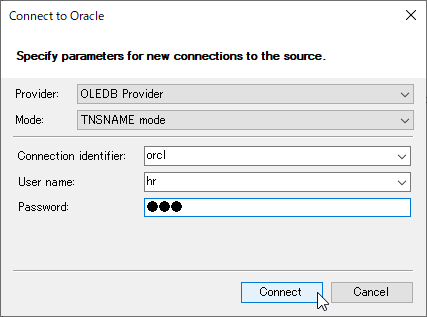 Connect to Oracle
Specify parameters for new connections to the source.
Provider: OLEDB Provider
Mode: TNSNAME mode
Connection identifier: orcl
User name: hr
Password: ●●●
Connect Cancel